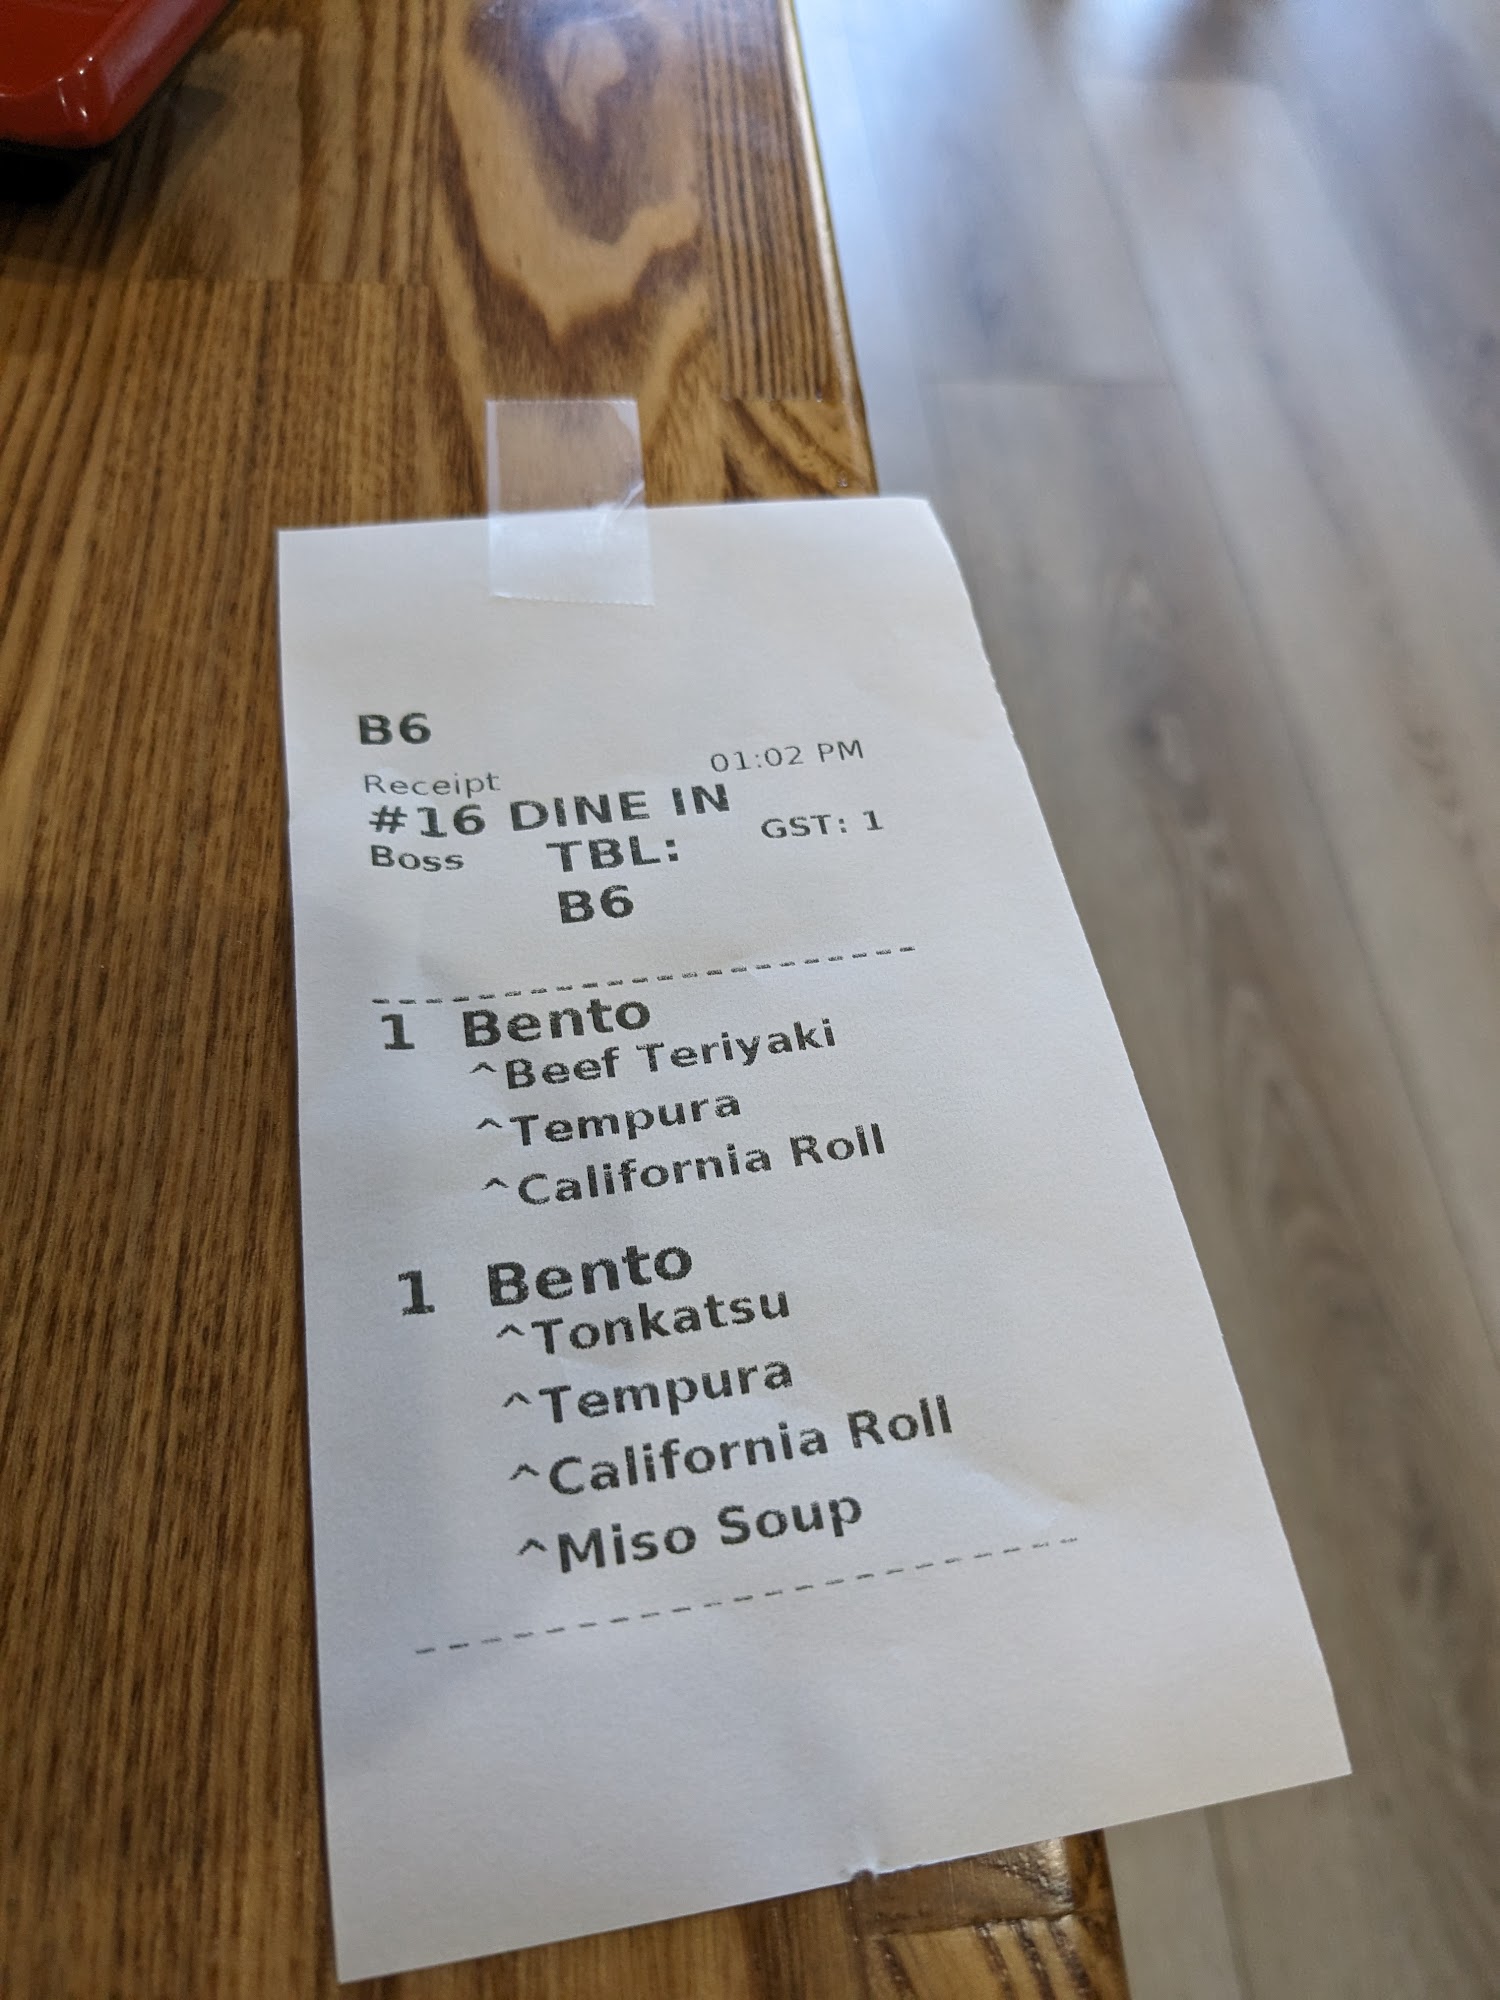 B6
Receipt 01:02 PM
#16 DINE IN
Boss TBL: GST: 1
B6
--------------------------
1 Bento
^Beef Teriyaki
^Tempura
^California Roll
1 Bento
^Tonkatsu
^Tempura
^California Roll
^Miso Soup
--------------------------